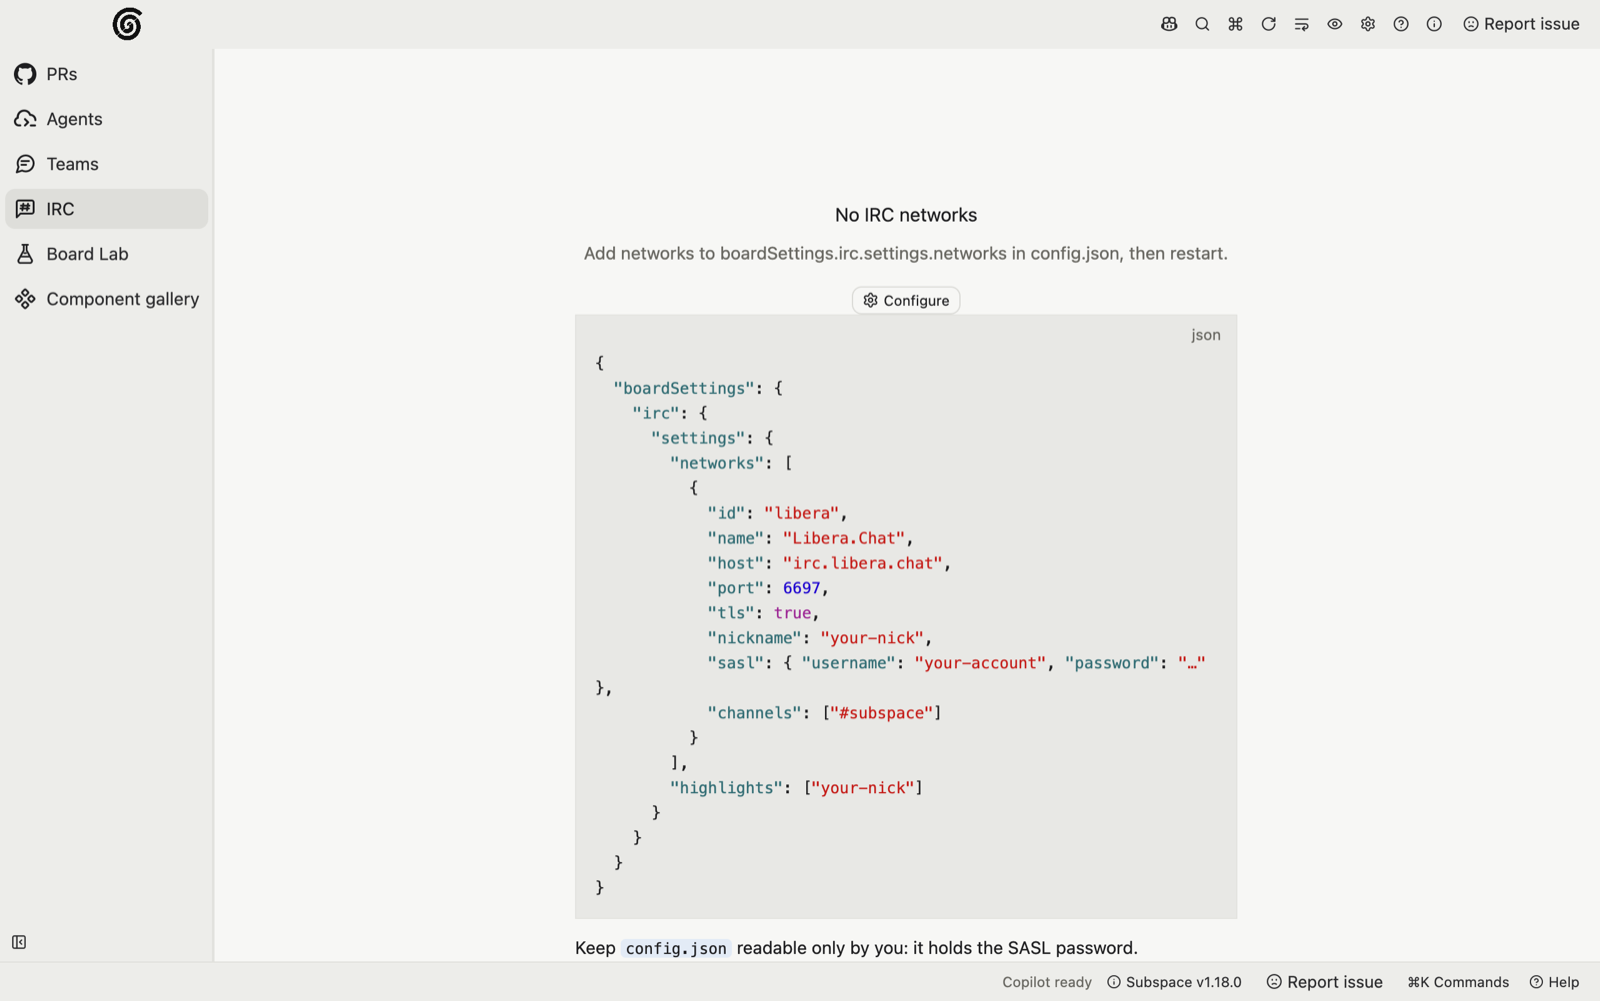 Report issue
PRs
Agents
Teams
IRC
Board Lab
Component gallery
No IRC networks
Add networks to boardSettings.irc.settings.networks in config.json, then restart.
Configure
json
{
  "boardSettings": {
    "irc": {
      "settings": {
        "networks": [
          {
            "id": "libera",
            "name": "Libera.Chat",
            "host": "irc.libera.chat",
            "port": 6697,
            "tls": true,
            "nickname": "your-nick",
            "sasl": { "username": "your-account", "password": "…"
},
            "channels": ["#subspace"]
          }
        ],
        "highlights": ["your-nick"]
      }
    }
  }
}
Keep config.json readable only by you: it holds the SASL password.
Copilot ready Subspace v1.18.0 Report issue ⌘K Commands Help